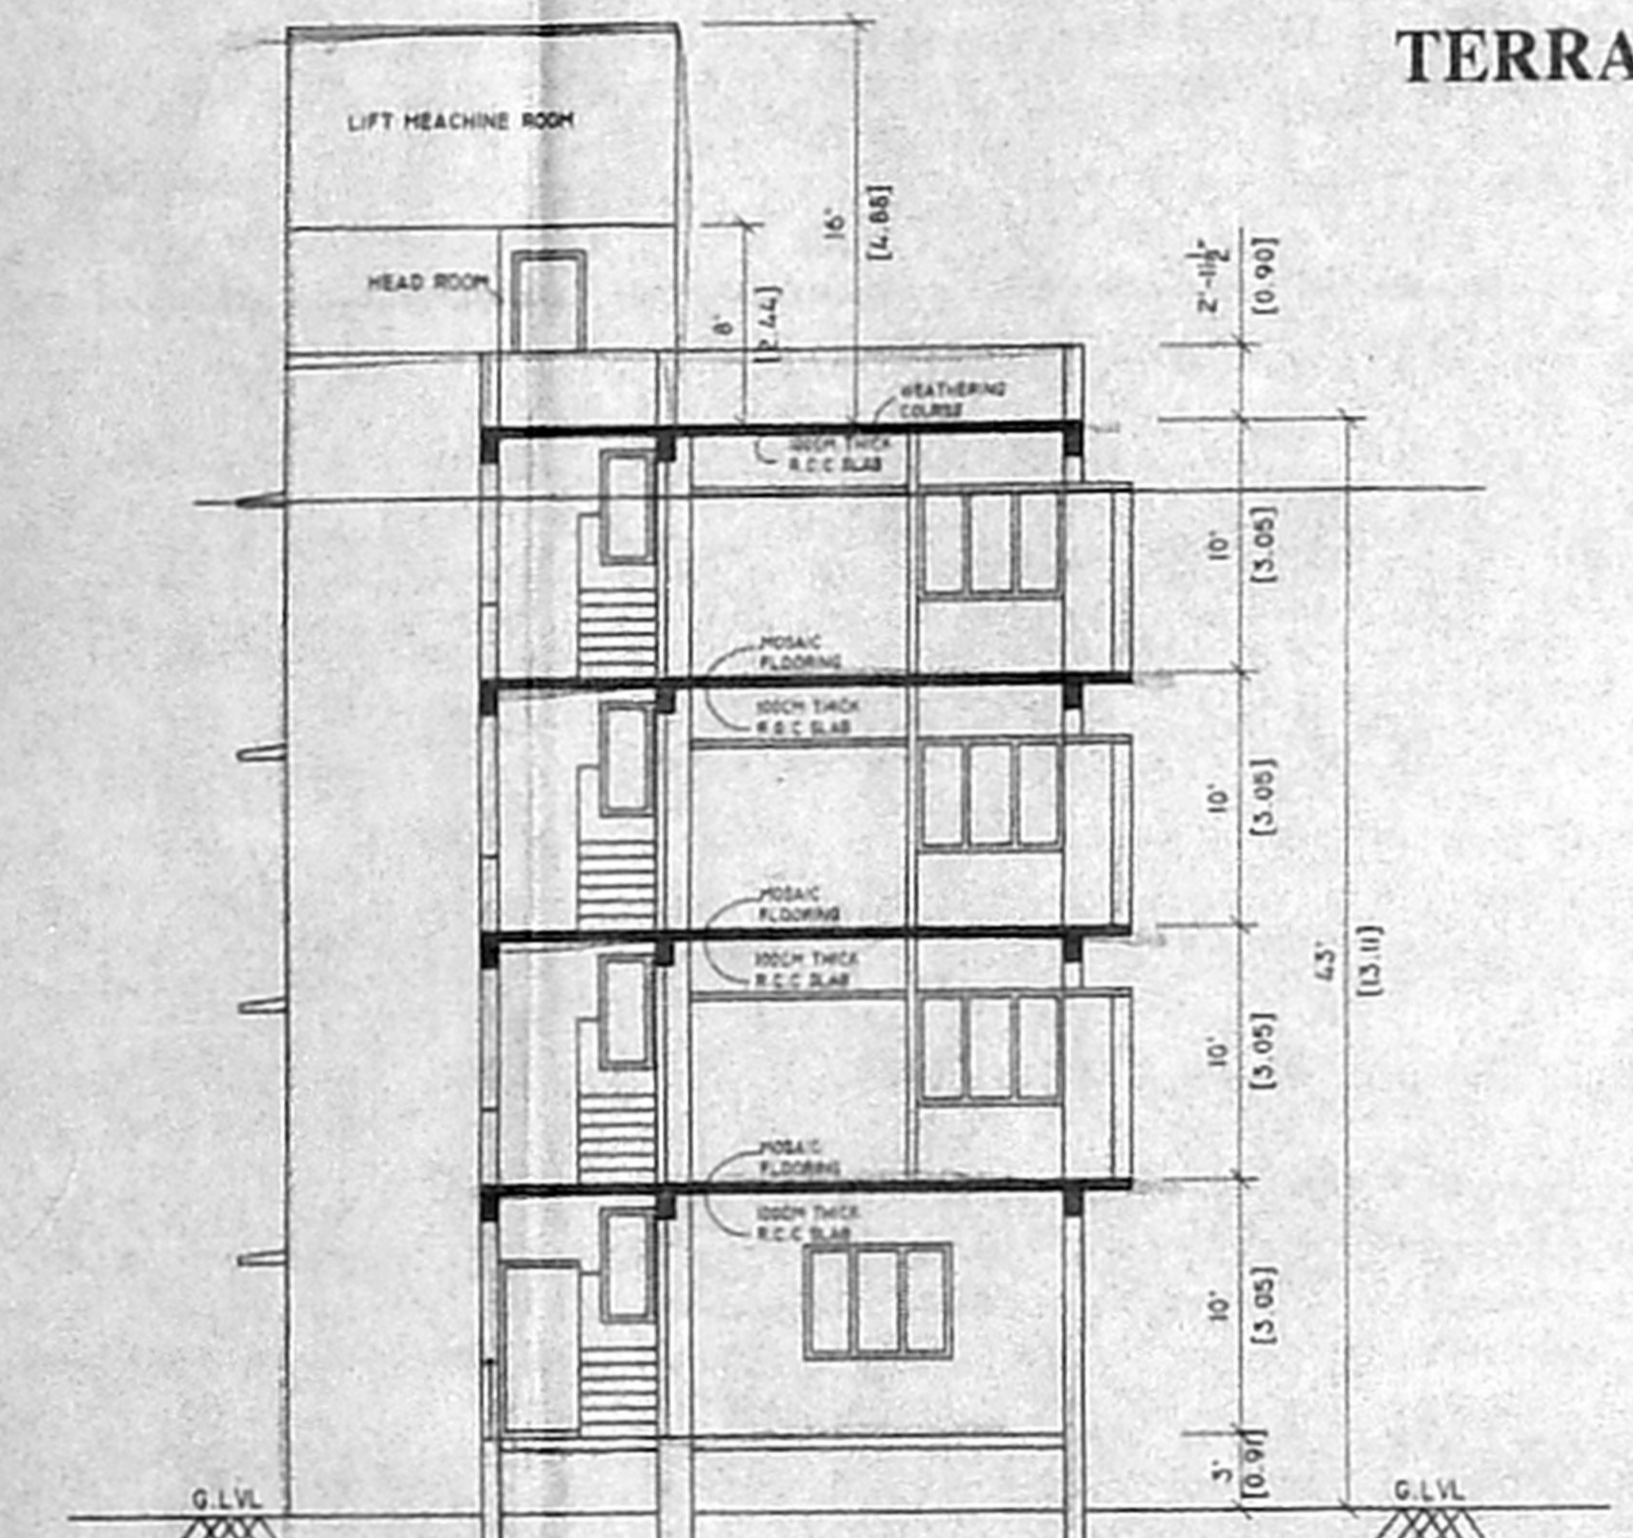 TERRA
LIFT MEACHINE ROOM
16'
[4.88]
2'-11½"
[0.90]
HEAD ROOM
8'
[2.44]
WEATHERING
COURSE
100CM THICK
R.C.C SLAB
10'
[3.05]
MOSAIC
FLOORING
100CM THICK
R.C.C SLAB
10'
[3.05]
MOSAIC
FLOORING
100CM THICK
R.C.C SLAB
43'
[13.11]
10'
[3.05]
MOSAIC
FLOORING
100CM THICK
R.C.C SLAB
10'
[3.05]
3'
[0.91]
G.LVL
G.LVL